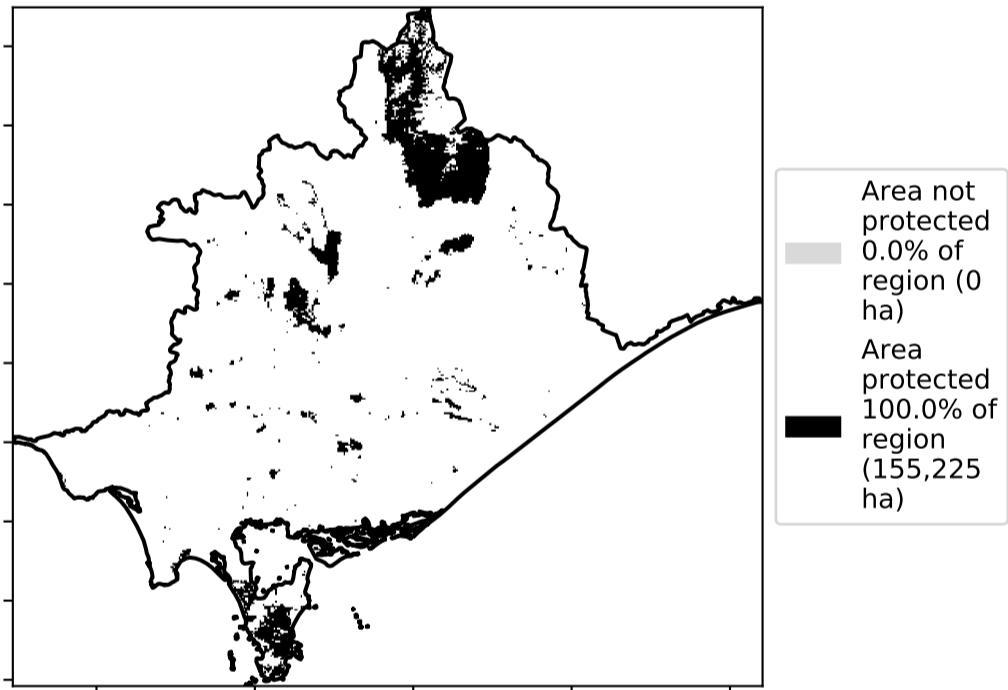 Area not
protected
0.0% of
region (0
ha)
Area
protected
100.0% of
region
(155,225
ha)